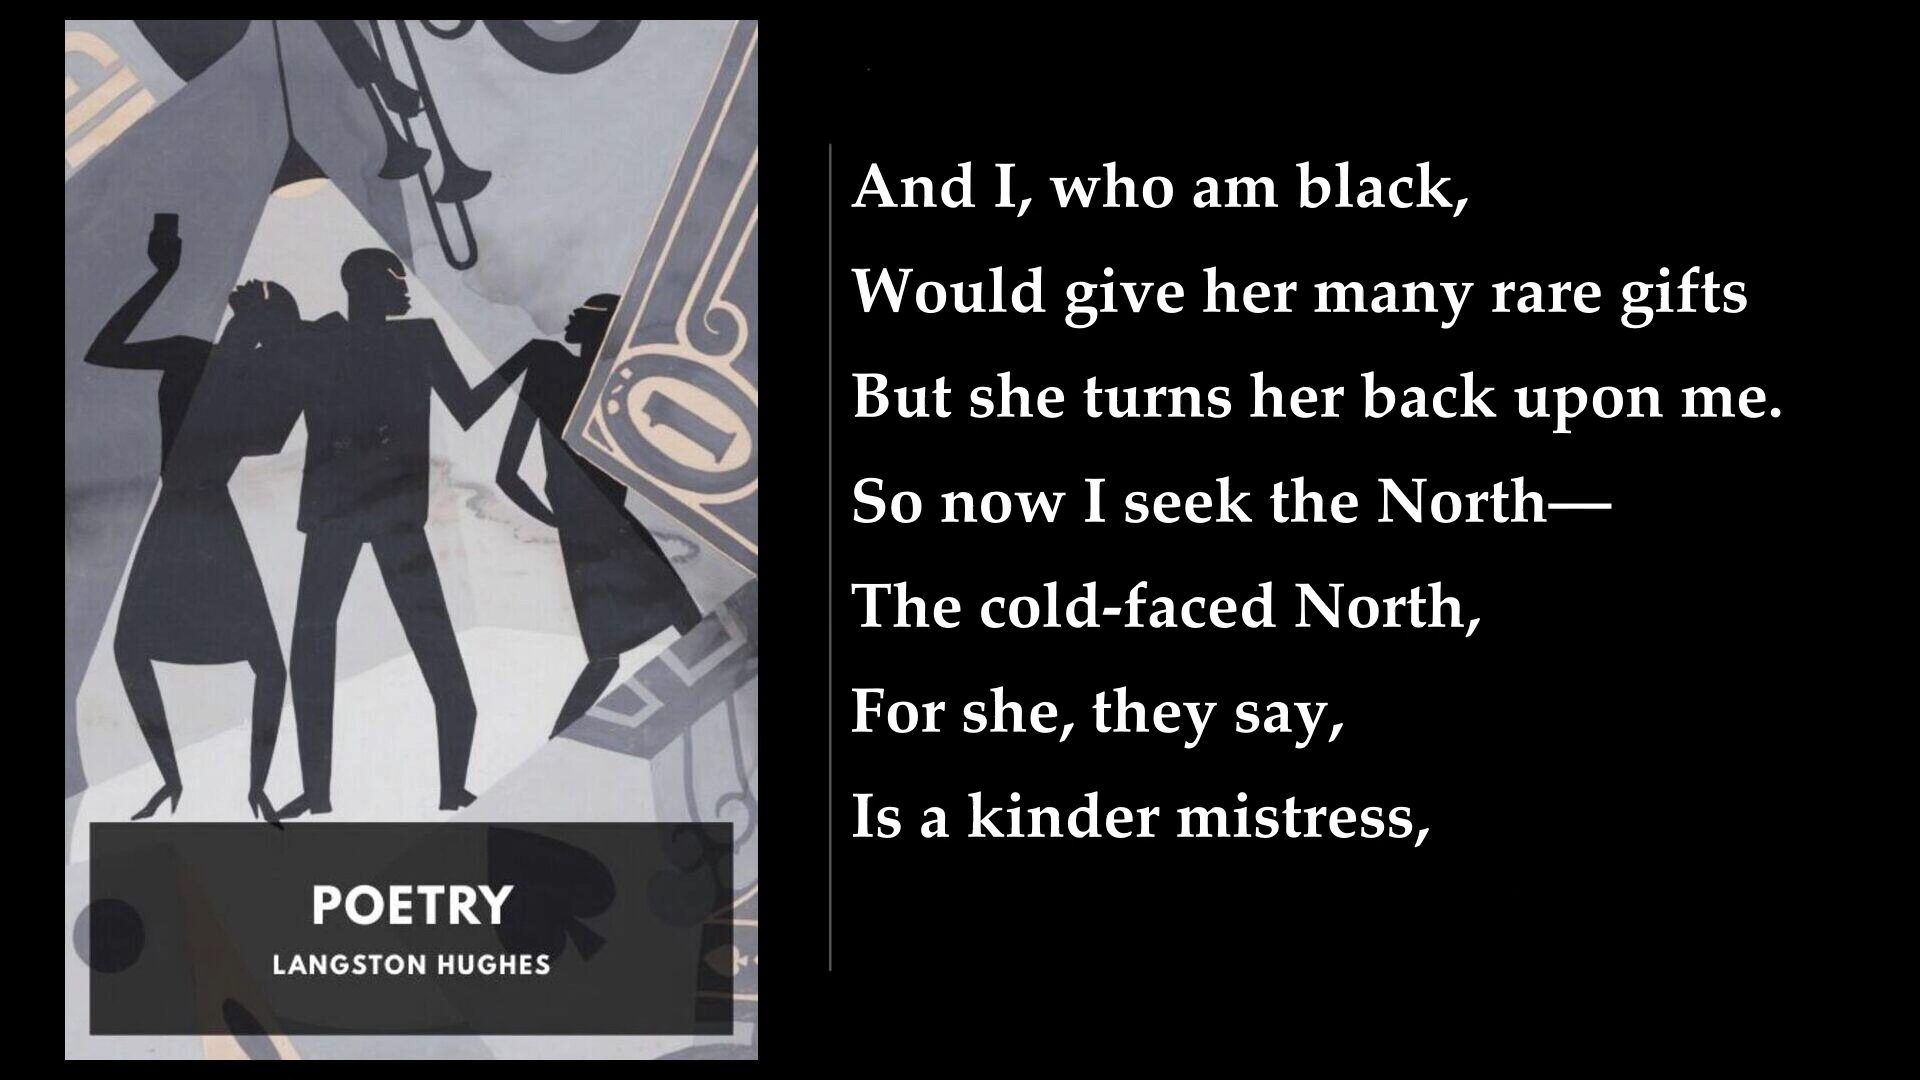 POETRY
LANGSTON HUGHES
And I, who am black,
Would give her many rare gifts
But she turns her back upon me.
So now I seek the North—
The cold-faced North,
For she, they say,
Is a kinder mistress,